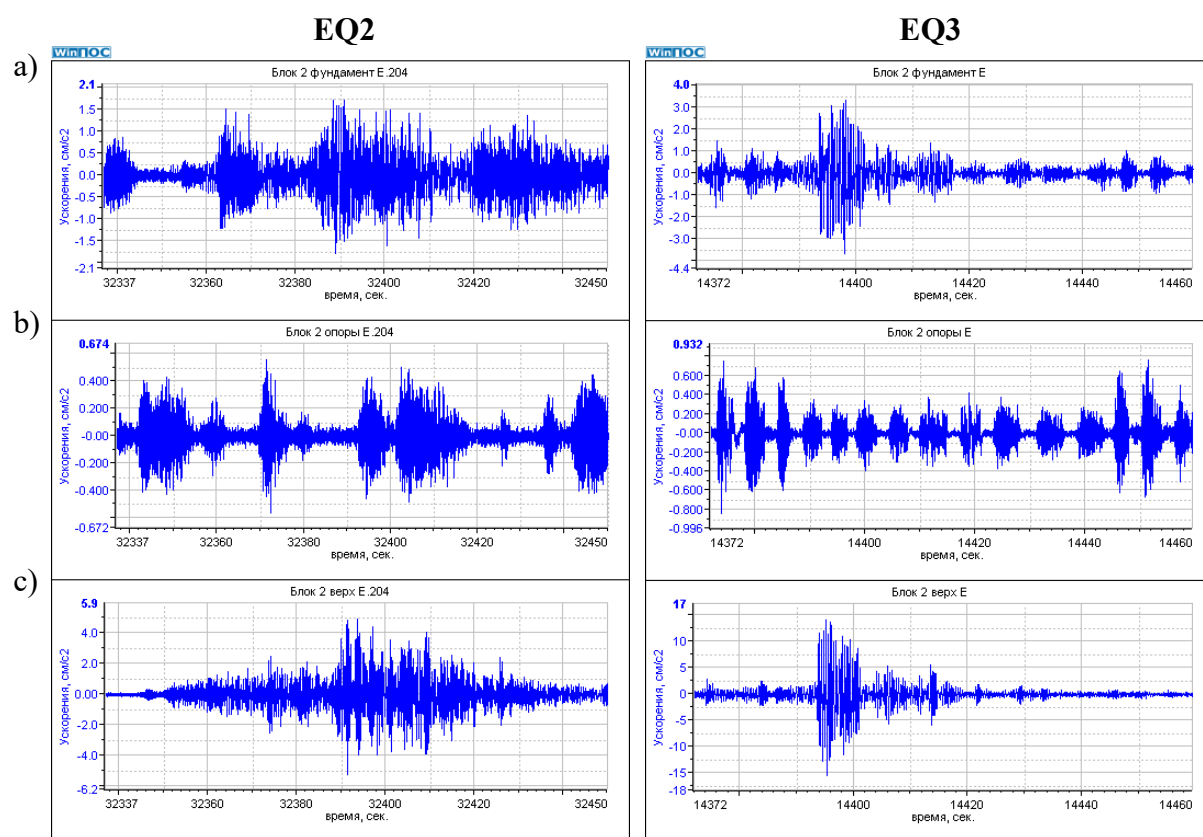 EQ2
EQ3
a)
WinПОС
Блок 2 фундамент E.204
Ускорения, см/c2
2.1
1.5
1.0
0.5
0.0
-0.5
-1.0
-1.5
-2.1
32337 32360 32380 32400 32420 32450
время, сек.
WinПОС
Блок 2 фундамент E
Ускорения, см/c2
4.0
3.0
2.0
1.0
0.0
-1.0
-2.0
-3.0
-4.4
14372 14400 14420 14440 14460
время, сек.
b)
Блок 2 опоры E.204
Ускорения, см/c2
0.674
0.400
0.200
-0.00
-0.200
-0.400
-0.672
32337 32360 32380 32400 32420 32450
время, сек.
Блок 2 опоры E
Ускорения, см/c2
0.932
0.600
0.400
0.200
-0.00
-0.200
-0.400
-0.600
-0.800
-0.996
14372 14400 14420 14440 14460
время, сек.
c)
Блок 2 верх E.204
Ускорения, см/c2
5.9
4.0
2.0
0.00
-2.0
-4.0
-6.2
32337 32360 32380 32400 32420 32450
время, сек.
Блок 2 верх E
Ускорения, см/c2
17
10
5
0
-5
-10
-15
-18
14372 14400 14420 14440 14460
время, сек.